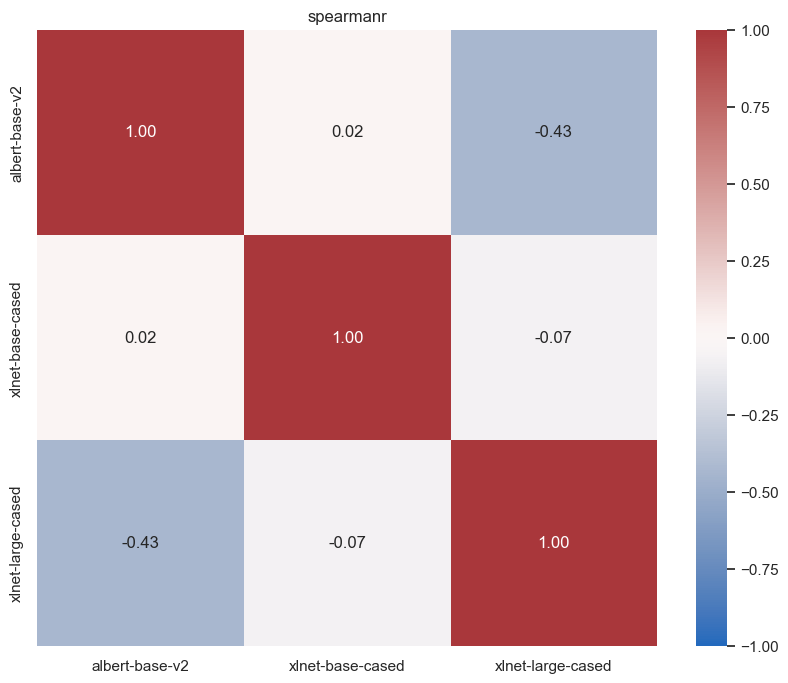 spearmanr
albert-base-v2
1.00
0.02
-0.43
xlnet-base-cased
0.02
1.00
-0.07
xlnet-large-cased
-0.43
-0.07
1.00
albert-base-v2
xlnet-base-cased
xlnet-large-cased
1.00
0.75
0.50
0.25
0.00
−0.25
−0.50
−0.75
−1.00